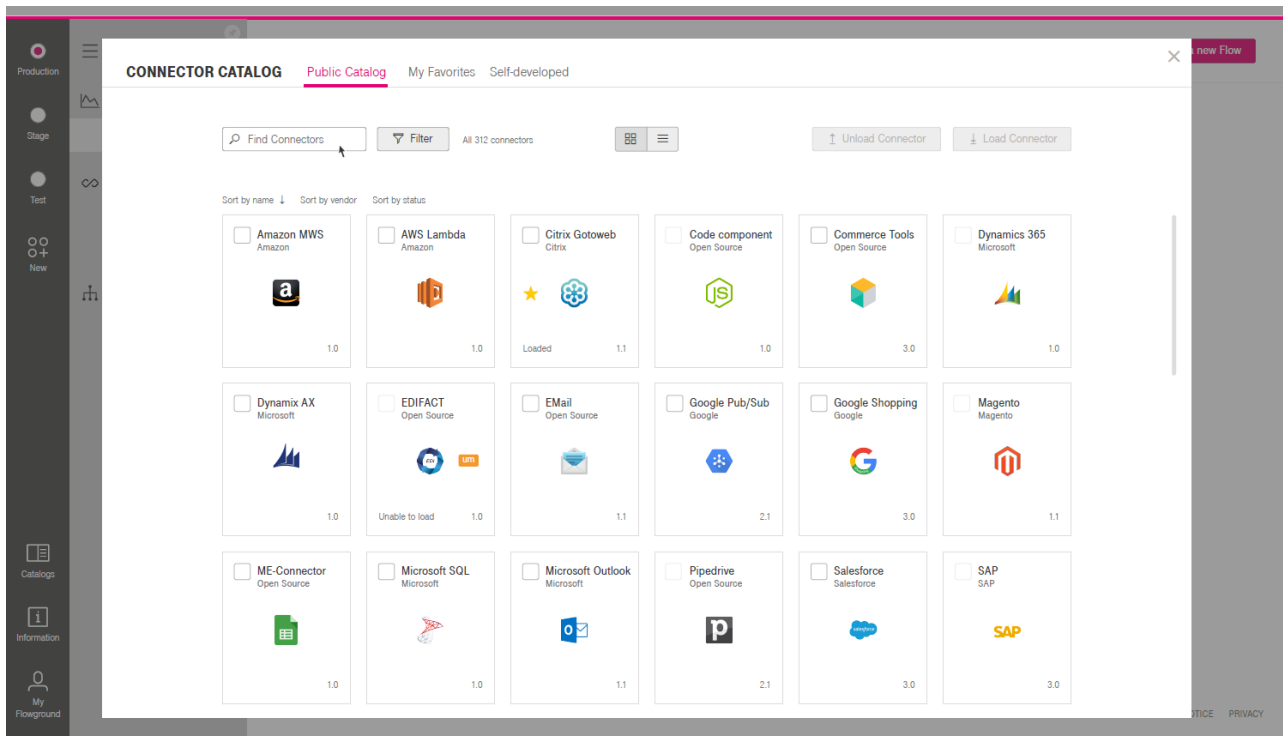 Production
Stage
Test
New
Catalogs
Information
My
Flowground
new Flow
CONNECTOR CATALOG Public Catalog My Favorites Self-developed
Find Connectors Filter All 312 connectors Unload Connector Load Connector
Sort by name ↓ Sort by vendor Sort by status
Amazon MWS
Amazon
a
1.0
AWS Lambda
Amazon
1.0
Citrix Gotoweb
Citrix
Loaded 1.1
Code component
Open Source
JS
1.0
Commerce Tools
Open Source
3.0
Dynamics 365
Microsoft
1.0
Dynamix AX
Microsoft
1.0
EDIFACT
Open Source
EDI um
Unable to load 1.0
EMail
Open Source
1.1
Google Pub/Sub
Google
2.1
Google Shopping
Google
G
3.0
Magento
Magento
1.1
ME-Connector
Open Source
1.0
Microsoft SQL
Microsoft
1.0
Microsoft Outlook
Microsoft
o
1.1
Pipedrive
Open Source
p
2.1
Salesforce
Salesforce
salesforce
3.0
SAP
SAP
SAP
3.0
OTICE PRIVACY